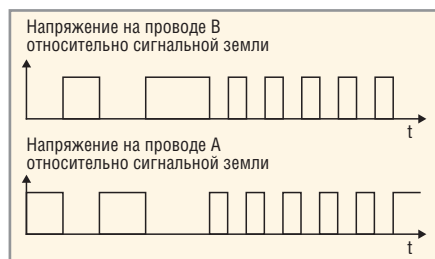 Напряжение на проводе В
относительно сигнальной земли
t
Напряжение на проводе А
относительно сигнальной земли
t